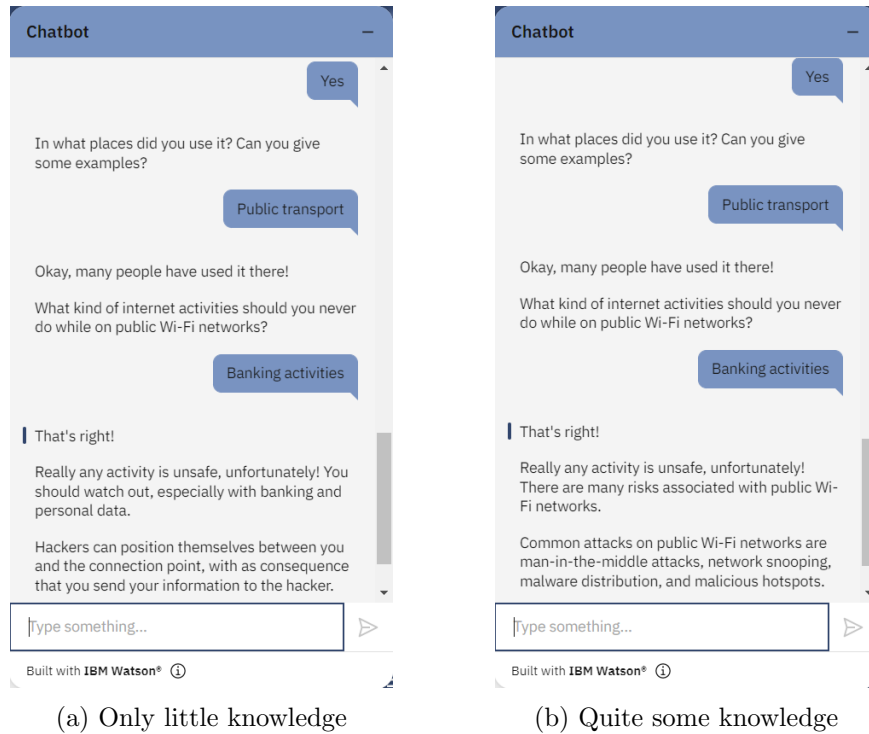 Chatbot
Yes
In what places did you use it? Can you give
some examples?
Public transport
Okay, many people have used it there!
What kind of internet activities should you never
do while on public Wi-Fi networks?
Banking activities
That's right!
Really any activity is unsafe, unfortunately! You
should watch out, especially with banking and
personal data.
Hackers can position themselves between you
and the connection point, with as consequence
that you send your information to the hacker.
Type something...
Built with IBM Watson®
(a) Only little knowledge
Chatbot
Yes
In what places did you use it? Can you give
some examples?
Public transport
Okay, many people have used it there!
What kind of internet activities should you never
do while on public Wi-Fi networks?
Banking activities
That's right!
Really any activity is unsafe, unfortunately!
There are many risks associated with public Wi-
Fi networks.
Common attacks on public Wi-Fi networks are
man-in-the-middle attacks, network snooping,
malware distribution, and malicious hotspots.
Type something...
Built with IBM Watson®
(b) Quite some knowledge